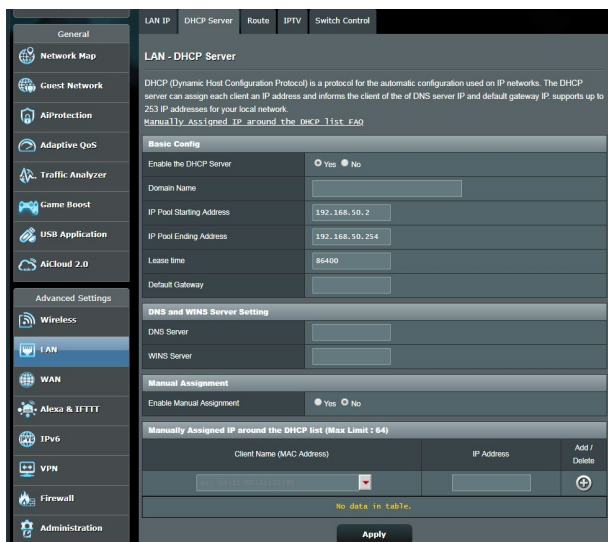 General
Network Map
Guest Network
AiProtection
Adaptive QoS
Traffic Analyzer
Game Boost
USB Application
AiCloud 2.0
Advanced Settings
Wireless
LAN
WAN
Alexa & IFTTT
IPv6
VPN
Firewall
Administration
LAN IP
DHCP Server
Route
IPTV
Switch Control
LAN - DHCP Server
DHCP (Dynamic Host Configuration Protocol) is a protocol for the automatic configuration used on IP networks. The DHCP
server can assign each client an IP address and informs the client of the of DNS server IP and default gateway IP. supports up to
253 IP addresses for your local network.
Manually Assigned IP around the DHCP list FAQ
Basic Config
Enable the DHCP Server Yes No
Domain Name
IP Pool Starting Address 192.168.50.2
IP Pool Ending Address 192.168.50.254
Lease time 86400
Default Gateway
DNS and WINS Server Setting
DNS Server
WINS Server
Manual Assignment
Enable Manual Assignment Yes No
Manually Assigned IP around the DHCP list (Max Limit : 64)
Client Name (MAC Address) IP Address Add / Delete
No data in table.
Apply